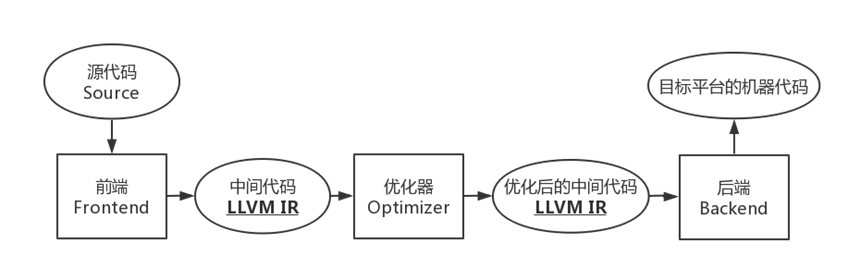 源代码
Source
目标平台的机器代码
前端
Frontend
中间代码
LLVM IR
优化器
Optimizer
优化后的中间代码
LLVM IR
后端
Backend